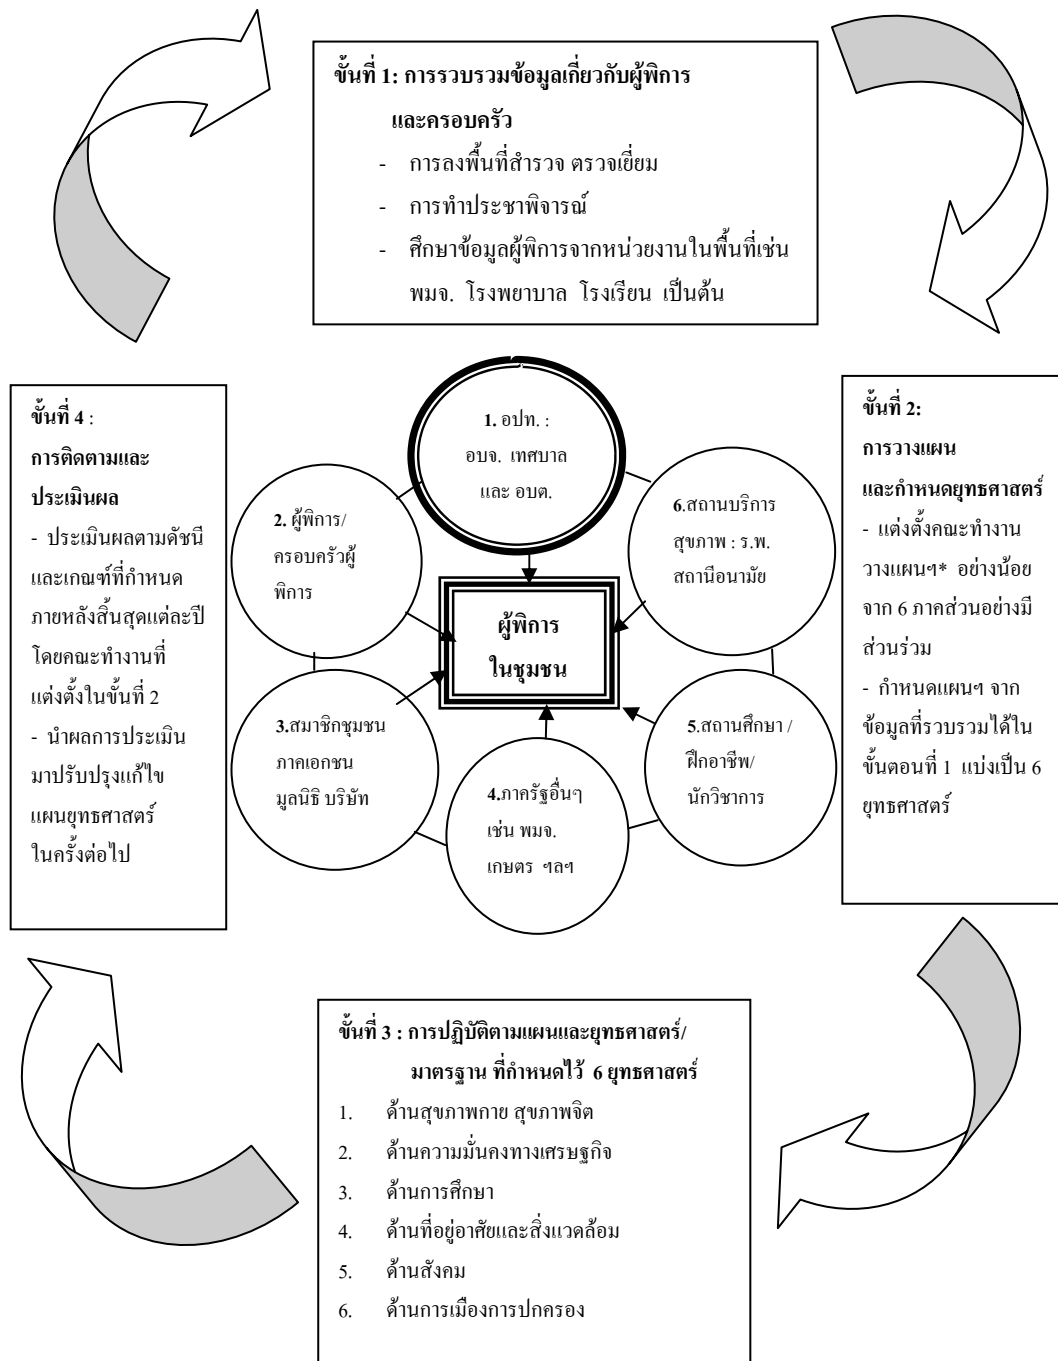 ขั้นที่ 1: การรวบรวมข้อมูลเกี่ยวกับผู้พิการ
และครอบครัว
- การลงพื้นที่สำรวจ ตรวจเยี่ยม
- การทำประชาพิจารณ์
- ศึกษาข้อมูลผู้พิการจากหน่วยงานในพื้นที่เช่น
พมจ. โรงพยาบาล โรงเรียน เป็นต้น
ขั้นที่ 4 :
การติดตามและ
ประเมินผล
- ประเมินผลตามดัชนี
และเกณฑ์ที่กำหนด
ภายหลังสิ้นสุดแต่ละปี
โดยคณะทำงานที่
แต่งตั้งในขั้นที่ 2
- นำผลการประเมิน
มาปรับปรุงแก้ไข
แผนยุทธศาสตร์
ในครั้งต่อไป
1. อปท. :
อบจ. เทศบาล
และ อบต.
2. ผู้พิการ/
ครอบครัวผู้
พิการ
6.สถานบริการ
สุขภาพ : ร.พ.
สถานีอนามัย
ผู้พิการ
ในชุมชน
3.สมาชิกชุมชน
ภาคเอกชน
มูลนิธิ บริษัท
4.ภาครัฐอื่นๆ
เช่น พมจ.
เกษตร ฯลฯ
5.สถานศึกษา /
ฝึกอาชีพ/
นักวิชาการ
ขั้นที่ 2:
การวางแผน
และกำหนดยุทธศาสตร์
- แต่งตั้งคณะทำงาน
วางแผนฯ* อย่างน้อย
จาก 6 ภาคส่วนอย่างมี
ส่วนร่วม
- กำหนดแผนฯ จาก
ข้อมูลที่รวบรวมได้ใน
ขั้นตอนที่ 1 แบ่งเป็น 6
ยุทธศาสตร์
ขั้นที่ 3 : การปฏิบัติตามแผนและยุทธศาสตร์/
มาตรฐาน ที่กำหนดไว้ 6 ยุทธศาสตร์
1. ด้านสุขภาพกาย สุขภาพจิต
2. ด้านความมั่นคงทางเศรษฐกิจ
3. ด้านการศึกษา
4. ด้านที่อยู่อาศัยและสิ่งแวดล้อม
5. ด้านสังคม
6. ด้านการเมืองการปกครอง